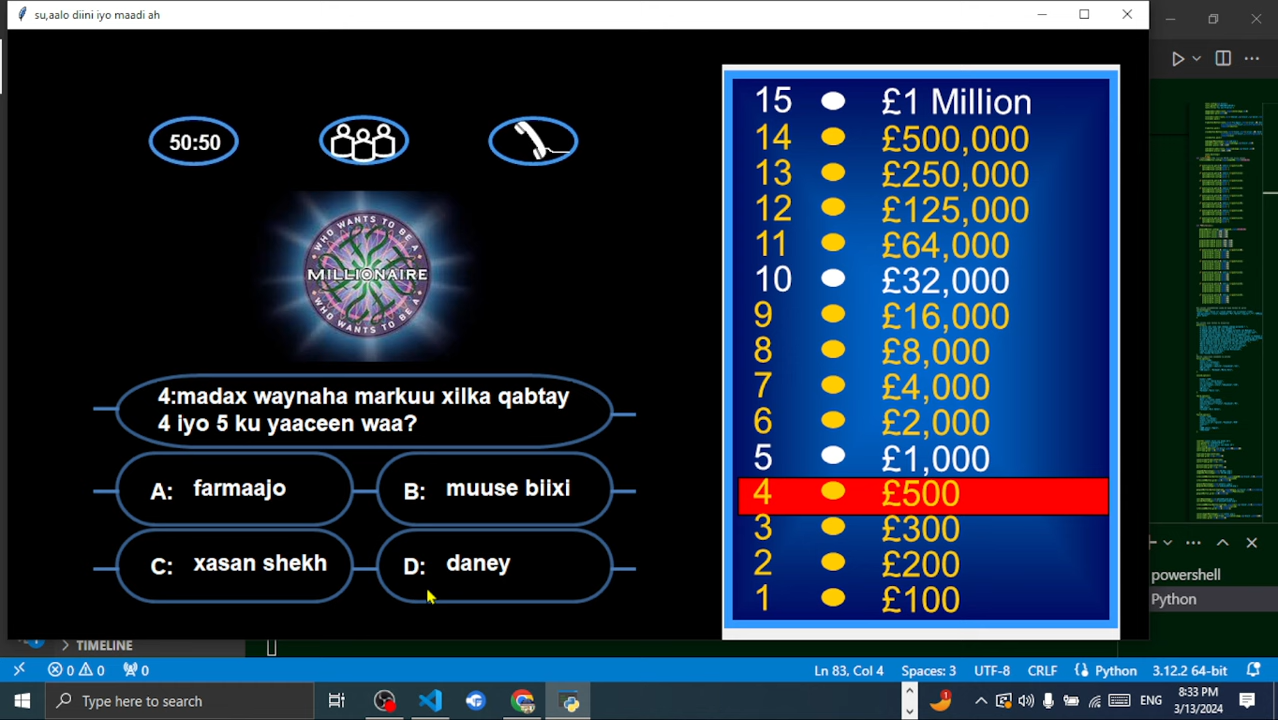 su,aalo diini iyo maadi ah
50:50
WHO WANTS TO BE A
MILLIONAIRE
WHO WANTS TO BE A
4:madax waynaha markuu xilka qabtay
4 iyo 5 ku yaaceen waa?
A: farmaajo
B: muuse biixi
C: xasan shekh
D: daney
15 £1 Million
14 £500,000
13 £250,000
12 £125,000
11 £64,000
10 £32,000
9 £16,000
8 £8,000
7 £4,000
6 £2,000
5 £1,000
4 £500
3 £300
2 £200
1 £100
powershell
Python
TIMELINE
0 0 0
Ln 83, Col 4 Spaces: 3 UTF-8 CRLF Python 3.12.2 64-bit
Type here to search
1
ENG
8:33 PM
3/13/2024